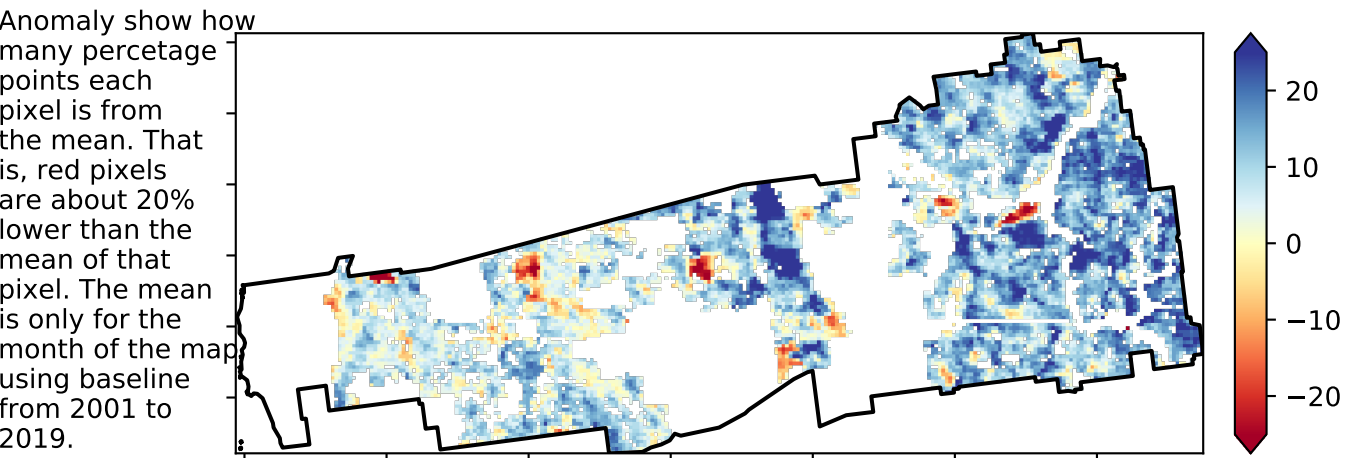 Anomaly show how
many percetage
points each
pixel is from
the mean. That
is, red pixels
are about 20%
lower than the
mean of that
pixel. The mean
is only for the
month of the map
using baseline
from 2001 to
2019.
20
10
0
−10
−20